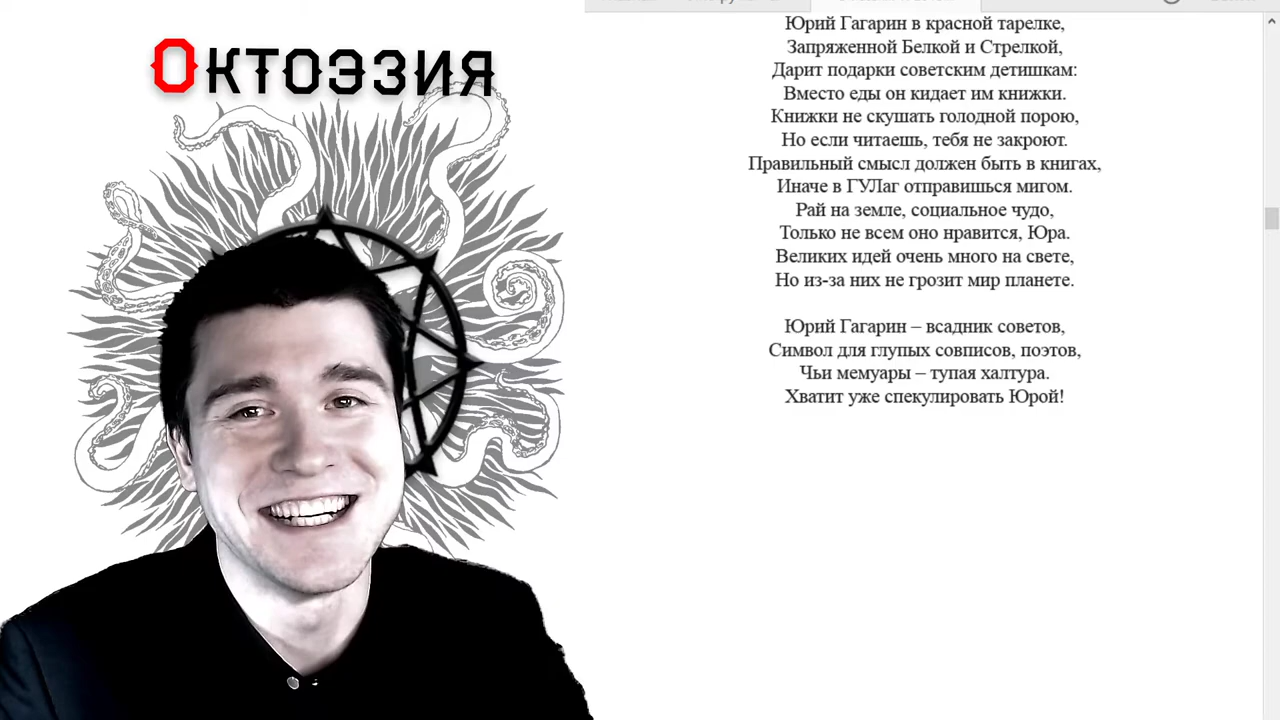 Октоэзия
Юрий Гагарин в красной тарелке,
Запряженной Белкой и Стрелкой,
Дарит подарки советским детишкам:
Вместо еды он кидает им книжки.
Книжки не скушать голодной порою,
Но если читаешь, тебя не закроют.
Правильный смысл должен быть в книгах,
Иначе в ГУЛаг отправишься мигом.
Рай на земле, социальное чудо,
Только не всем оно нравится, Юра.
Великих идей очень много на свете,
Но из-за них не грозит мир планете.
Юрий Гагарин – всадник советов,
Символ для глупых совписов, поэтов,
Чьи мемуары – тупая халтура.
Хватит уже спекулировать Юрой!